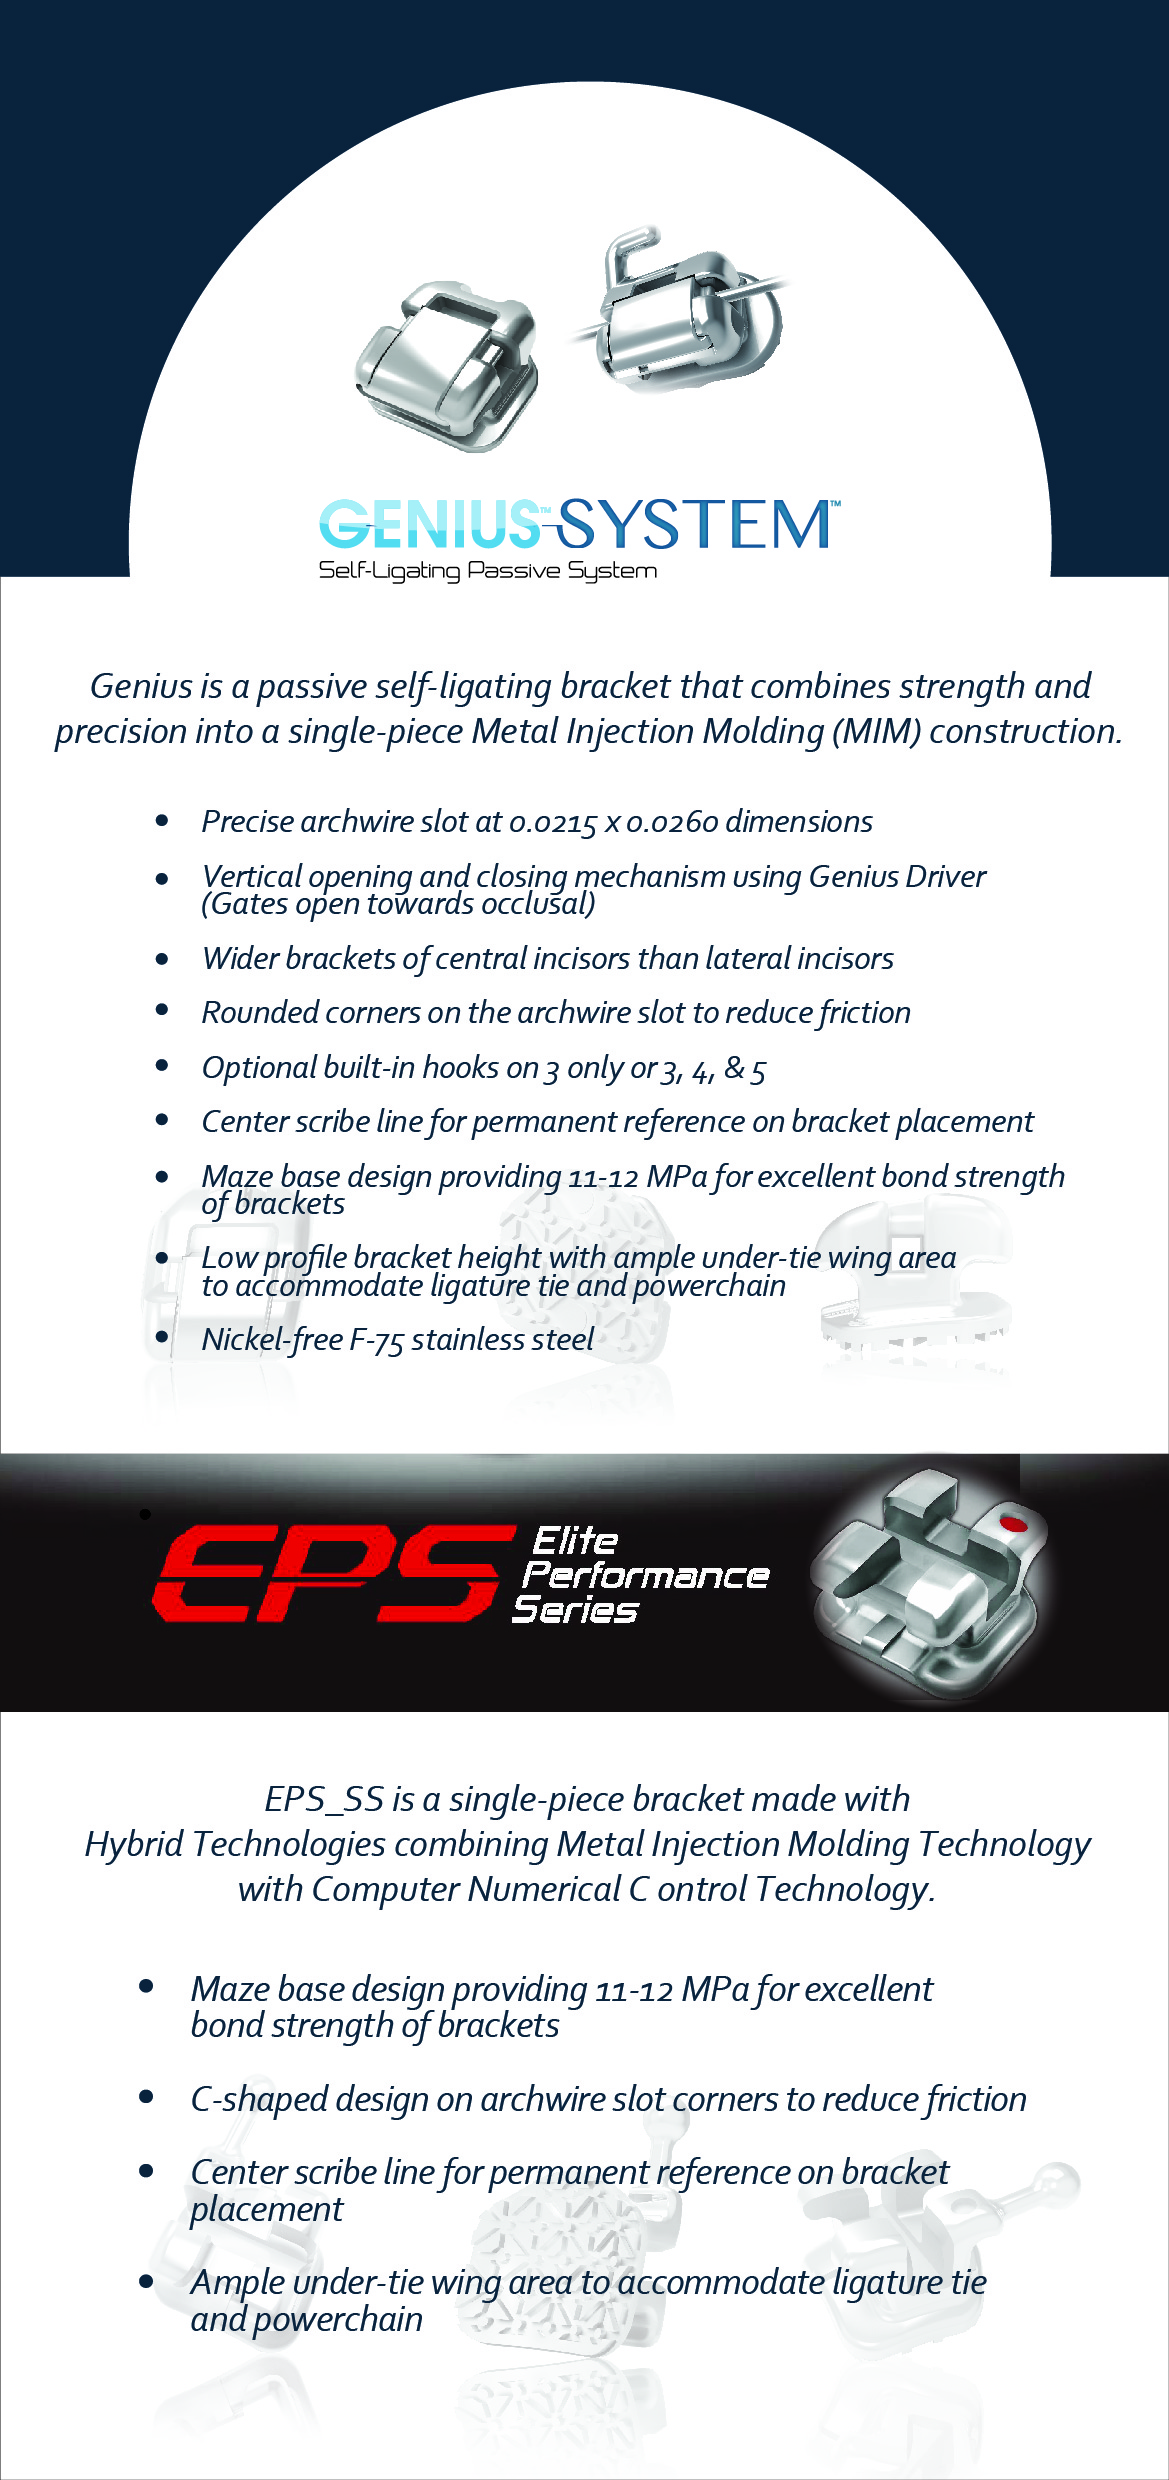 GENIUS™ SYSTEM™
Self-Ligating Passive System
Genius is a passive self-ligating bracket that combines strength and
precision into a single-piece Metal Injection Molding (MIM) construction.
• Precise archwire slot at 0.0215 x 0.0260 dimensions
• Vertical opening and closing mechanism using Genius Driver
(Gates open towards occlusal)
• Wider brackets of central incisors than lateral incisors
• Rounded corners on the archwire slot to reduce friction
• Optional built-in hooks on 3 only or 3, 4, & 5
• Center scribe line for permanent reference on bracket placement
• Maze base design providing 11-12 MPa for excellent bond strength
of brackets
• Low profile bracket height with ample under-tie wing area
to accommodate ligature tie and powerchain
• Nickel-free F-75 stainless steel
EPS
Elite
Performance
Series
EPS_SS is a single-piece bracket made with
Hybrid Technologies combining Metal Injection Molding Technology
with Computer Numerical C ontrol Technology.
• Maze base design providing 11-12 MPa for excellent
bond strength of brackets
• C-shaped design on archwire slot corners to reduce friction
• Center scribe line for permanent reference on bracket
placement
• Ample under-tie wing area to accommodate ligature tie
and powerchain